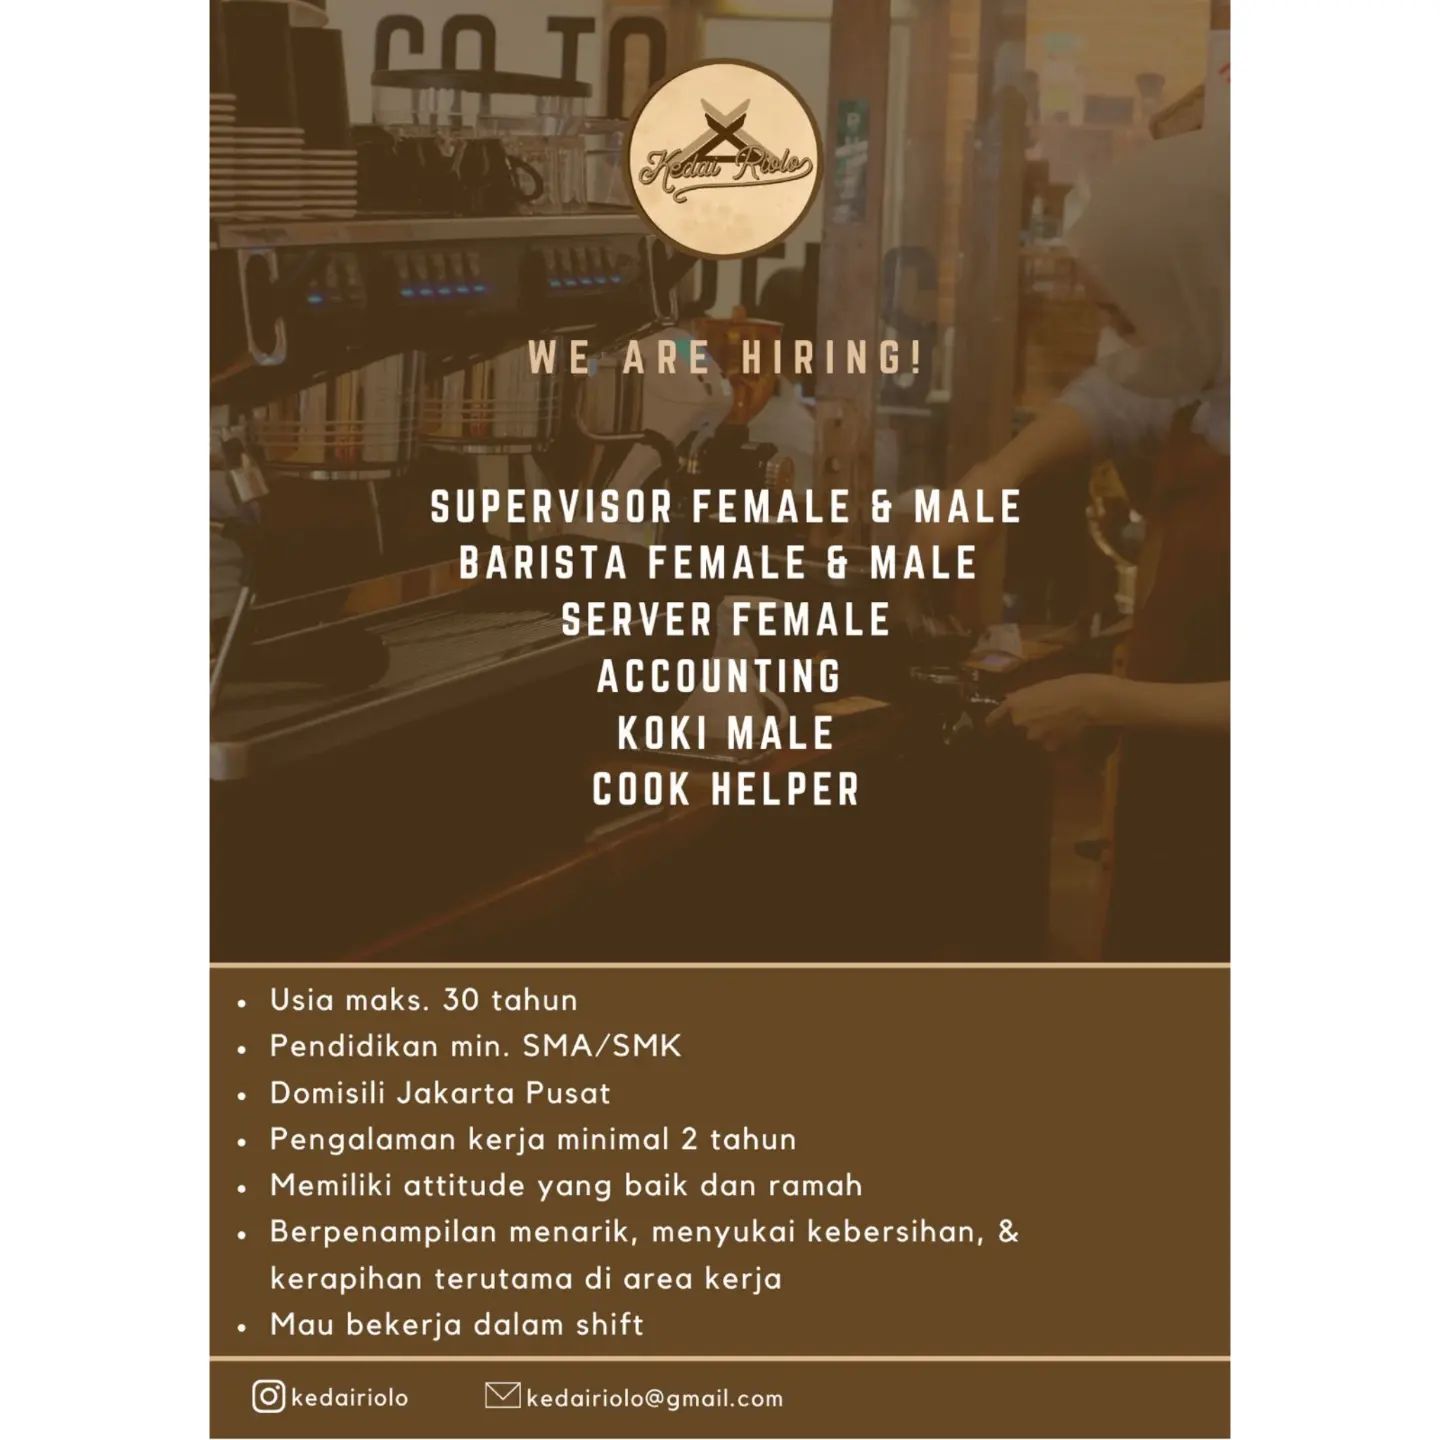 GO TO
Kedai Riolo
WE ARE HIRING!
SUPERVISOR FEMALE & MALE
BARISTA FEMALE & MALE
SERVER FEMALE
ACCOUNTING
KOKI MALE
COOK HELPER
• Usia maks. 30 tahun
• Pendidikan min. SMA/SMK
• Domisili Jakarta Pusat
• Pengalaman kerja minimal 2 tahun
• Memiliki attitude yang baik dan ramah
• Berpenampilan menarik, menyukai kebersihan, &
kerapihan terutama di area kerja
• Mau bekerja dalam shift
kedairiolo
kedairiolo@gmail.com